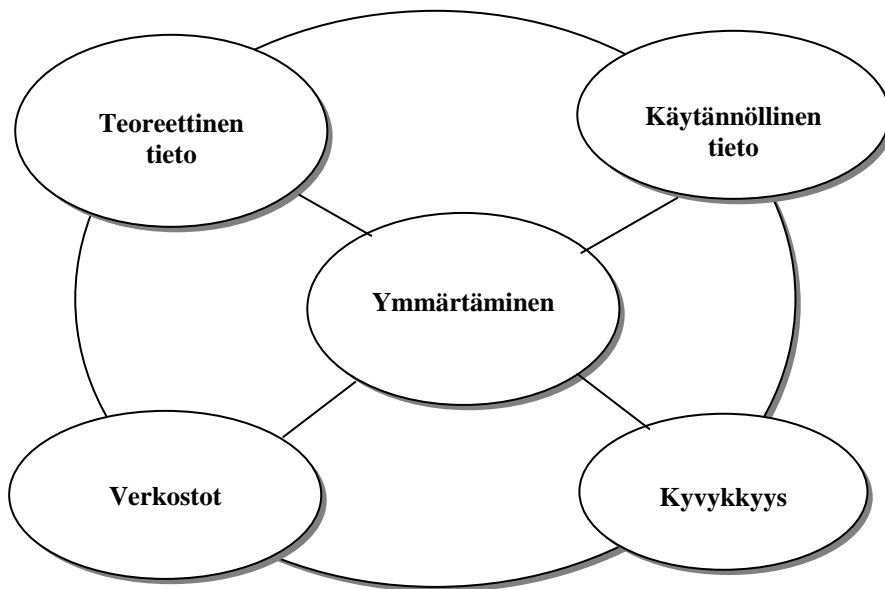 Teoreettinen
tieto
Käytännöllinen
tieto
Ymmärtäminen
Verkostot
Kyvykkyys